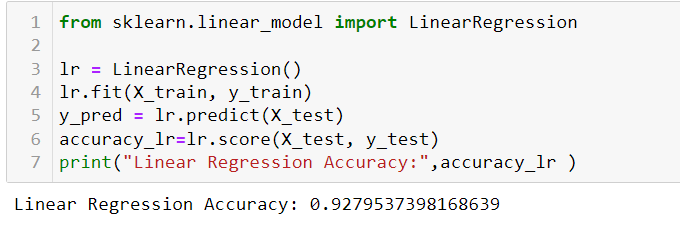 1 from sklearn.linear_model import LinearRegression
2
3 lr = LinearRegression()
4 lr.fit(X_train, y_train)
5 y_pred = lr.predict(X_test)
6 accuracy_lr=lr.score(X_test, y_test)
7 print("Linear Regression Accuracy:",accuracy_lr )
Linear Regression Accuracy: 0.9279537398168639